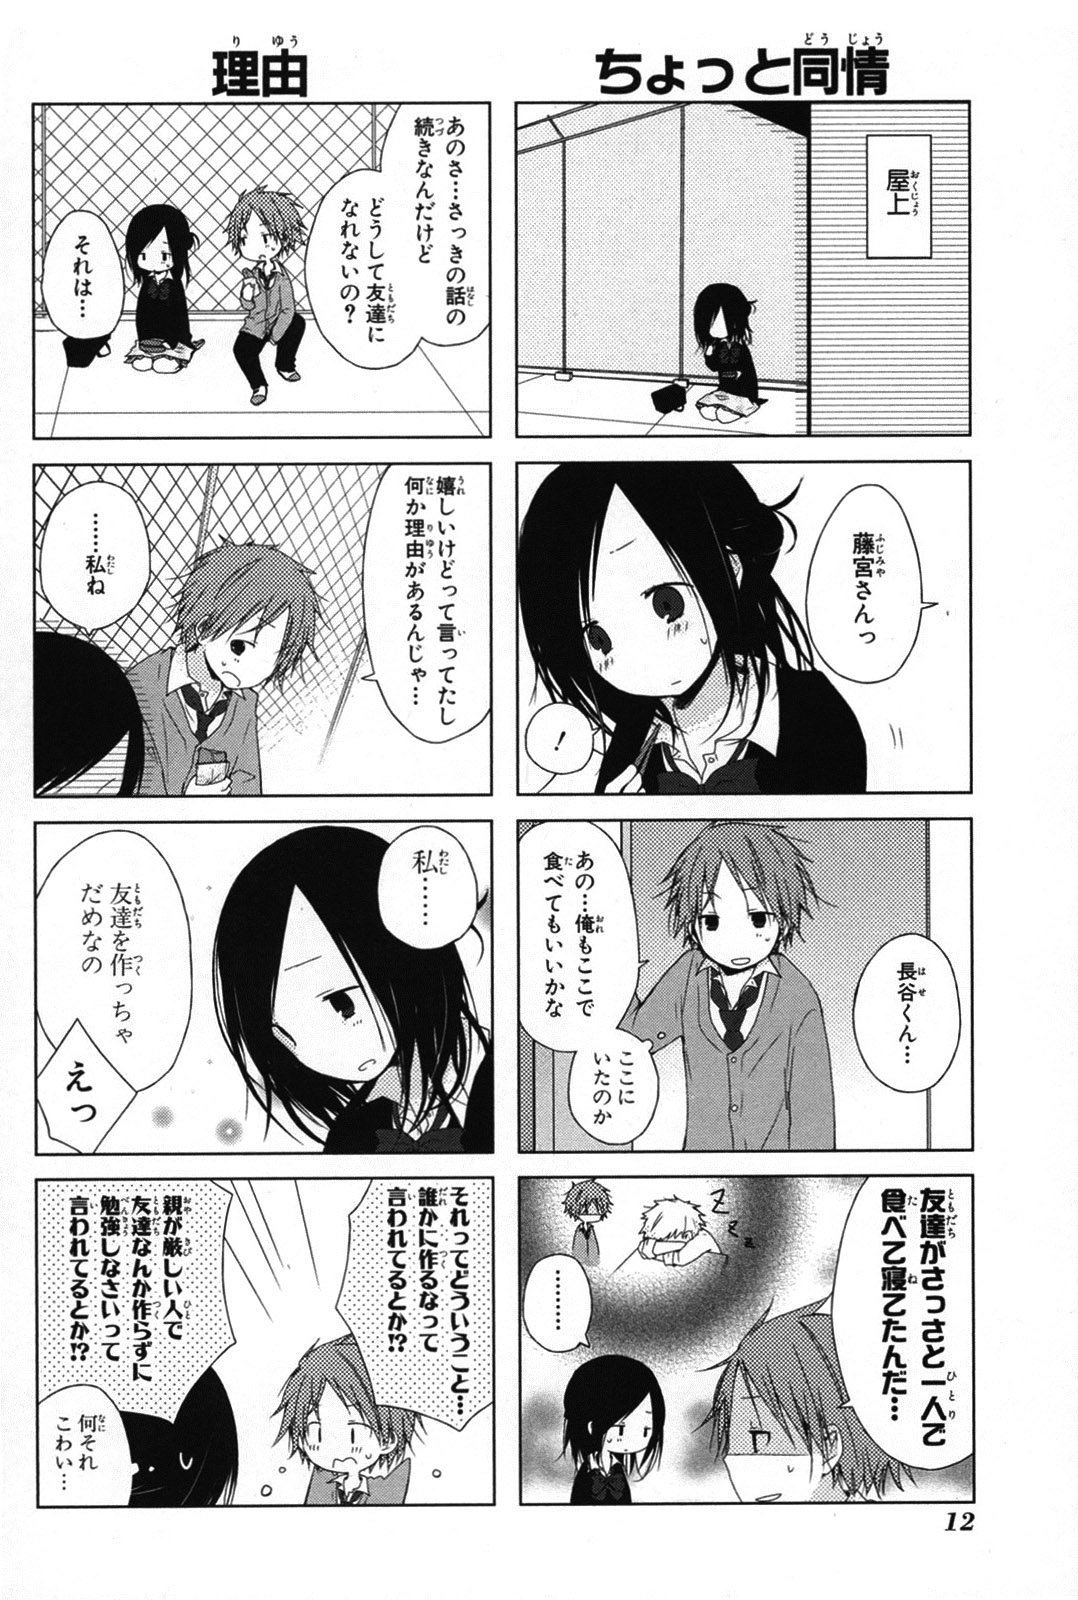 ちょっと同情
屋上
藤宮さんっ
！
長谷くん…
あの…俺もここで
食べてもいいかな
ここに
いたのか
友達がさっさと一人で
食べて寝てたんだ…
Z
Z
Z
Z
………
理由
あのさ…さっきの話の
続きなんだけど
どうして友達に
なれないの？
それは…
嬉しいけどって言ってたし
何か理由があるんじゃ…
……私ね
私……
友達を作っちゃ
だめなの
えっ
それってどういうこと…
誰かに作るなって
言われてるとか!?
親が厳しい人で
友達なんか作らずに
勉強しなさいって
言われてるとか!?
何それ
こわい…
12